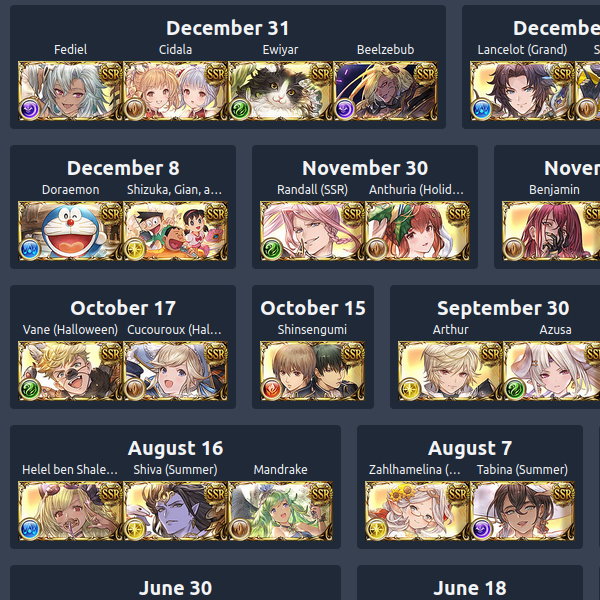 December 31
Fediel
Cidala
Ewiyar
Beelzebub
SSR
SSR
SSR
SSR
Decembe
Lancelot (Grand)
S
SSR
December 8
Doraemon
Shizuka, Gian, a...
SSR
SSR
November 30
Randall (SSR)
Anthuria (Holid...
SSR
SSR
Nover
Benjamin
SSR
October 17
Vane (Halloween)
Cucouroux (Hal...
SSR
SSR
October 15
Shinsengumi
SSR
September 30
Arthur
Azusa
SSR
SSR
August 16
Helel ben Shale...
Shiva (Summer)
Mandrake
SSR
SSR
SSR
August 7
Zahlhamelina (...
Tabina (Summer)
SSR
SSR
June 30
June 18